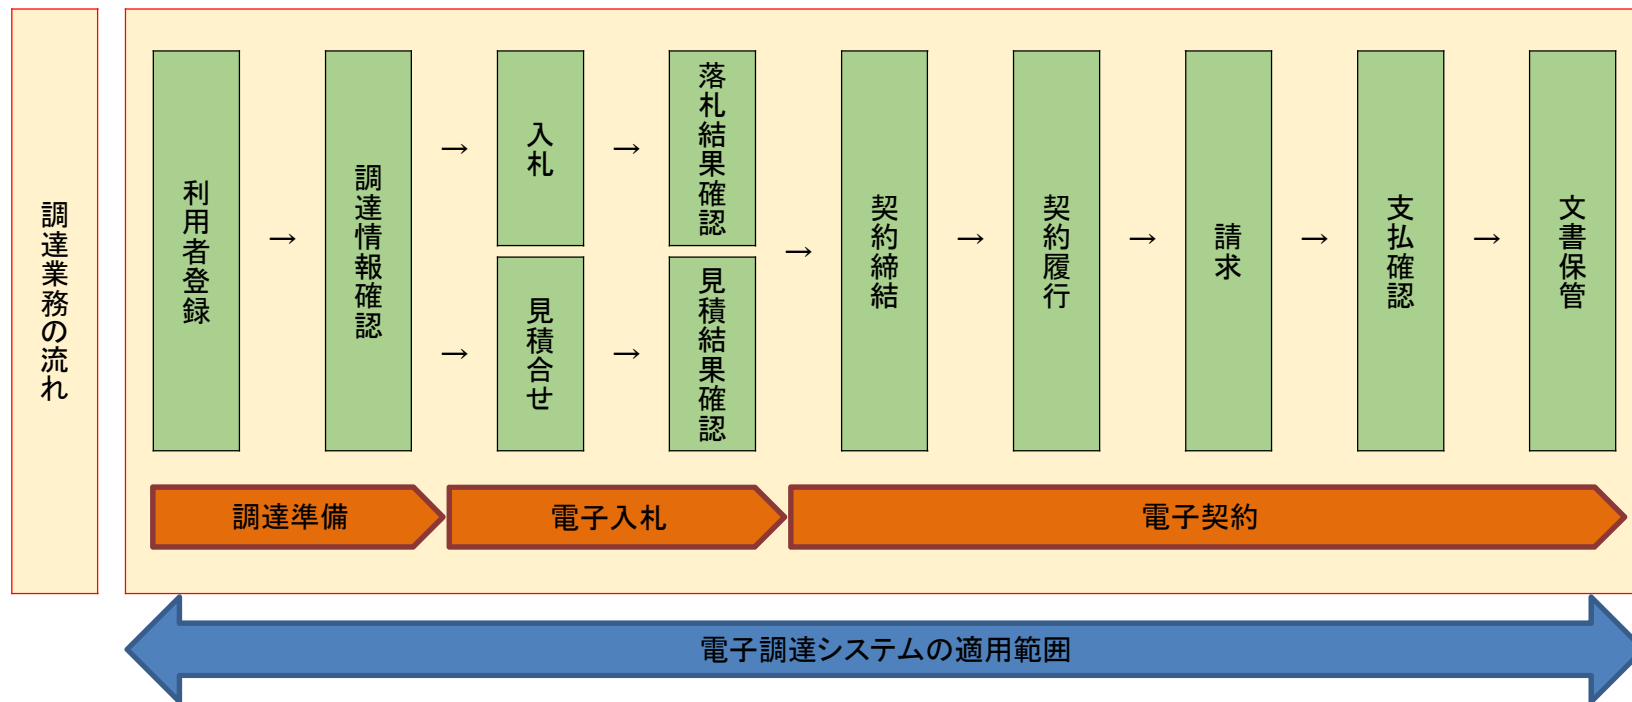 調達業務の流れ
利用者登録
→
調達情報確認
→
入札
→
落札結果確認
→
見積合せ
→
見積結果確認
→
契約締結
→
契約履行
→
請求
→
支払確認
→
文書保管
調達準備
電子入札
電子契約
電子調達システムの適用範囲